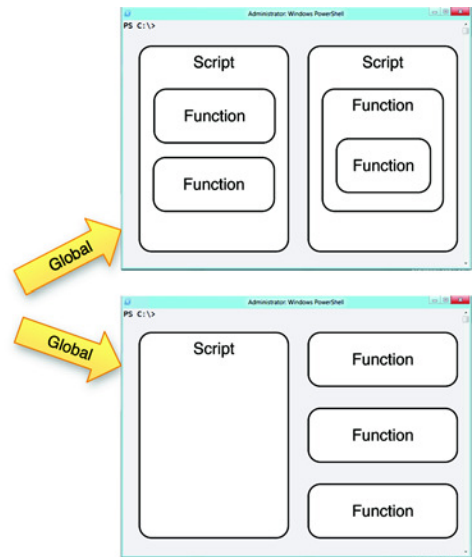 Administrator: Windows PowerShell
PS C:\>
Script
Script
Function
Function
Function
Function
Global
Administrator: Windows PowerShell
PS C:\>
Global
Script
Function
Function
Function